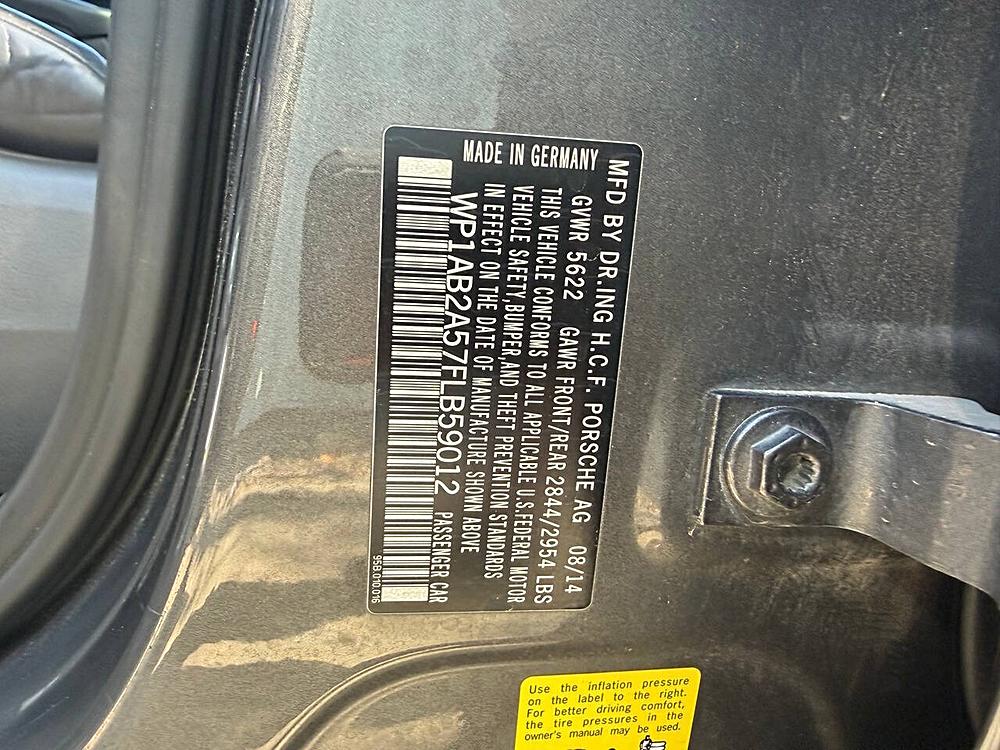 MFD BY DR.ING H.C.F. PORSCHE AG 08/14
GVWR 5622 GAWR FRONT/REAR 2844/2954 LBS
THIS VEHICLE CONFORMS TO ALL APPLICABLE U.S.FEDERAL MOTOR
VEHICLE SAFETY,BUMPER,AND THEFT PREVENTION STANDARDS
IN EFFECT ON THE DATE OF MANUFACTURE SHOWN ABOVE
WP1AB2A57FLB59012 PASSENGER CAR
MADE IN GERMANY
95B.010.016
Use the inflation pressure
on the label to the right.
For better driving comfort,
the tire pressures in the
owner's manual may be used.